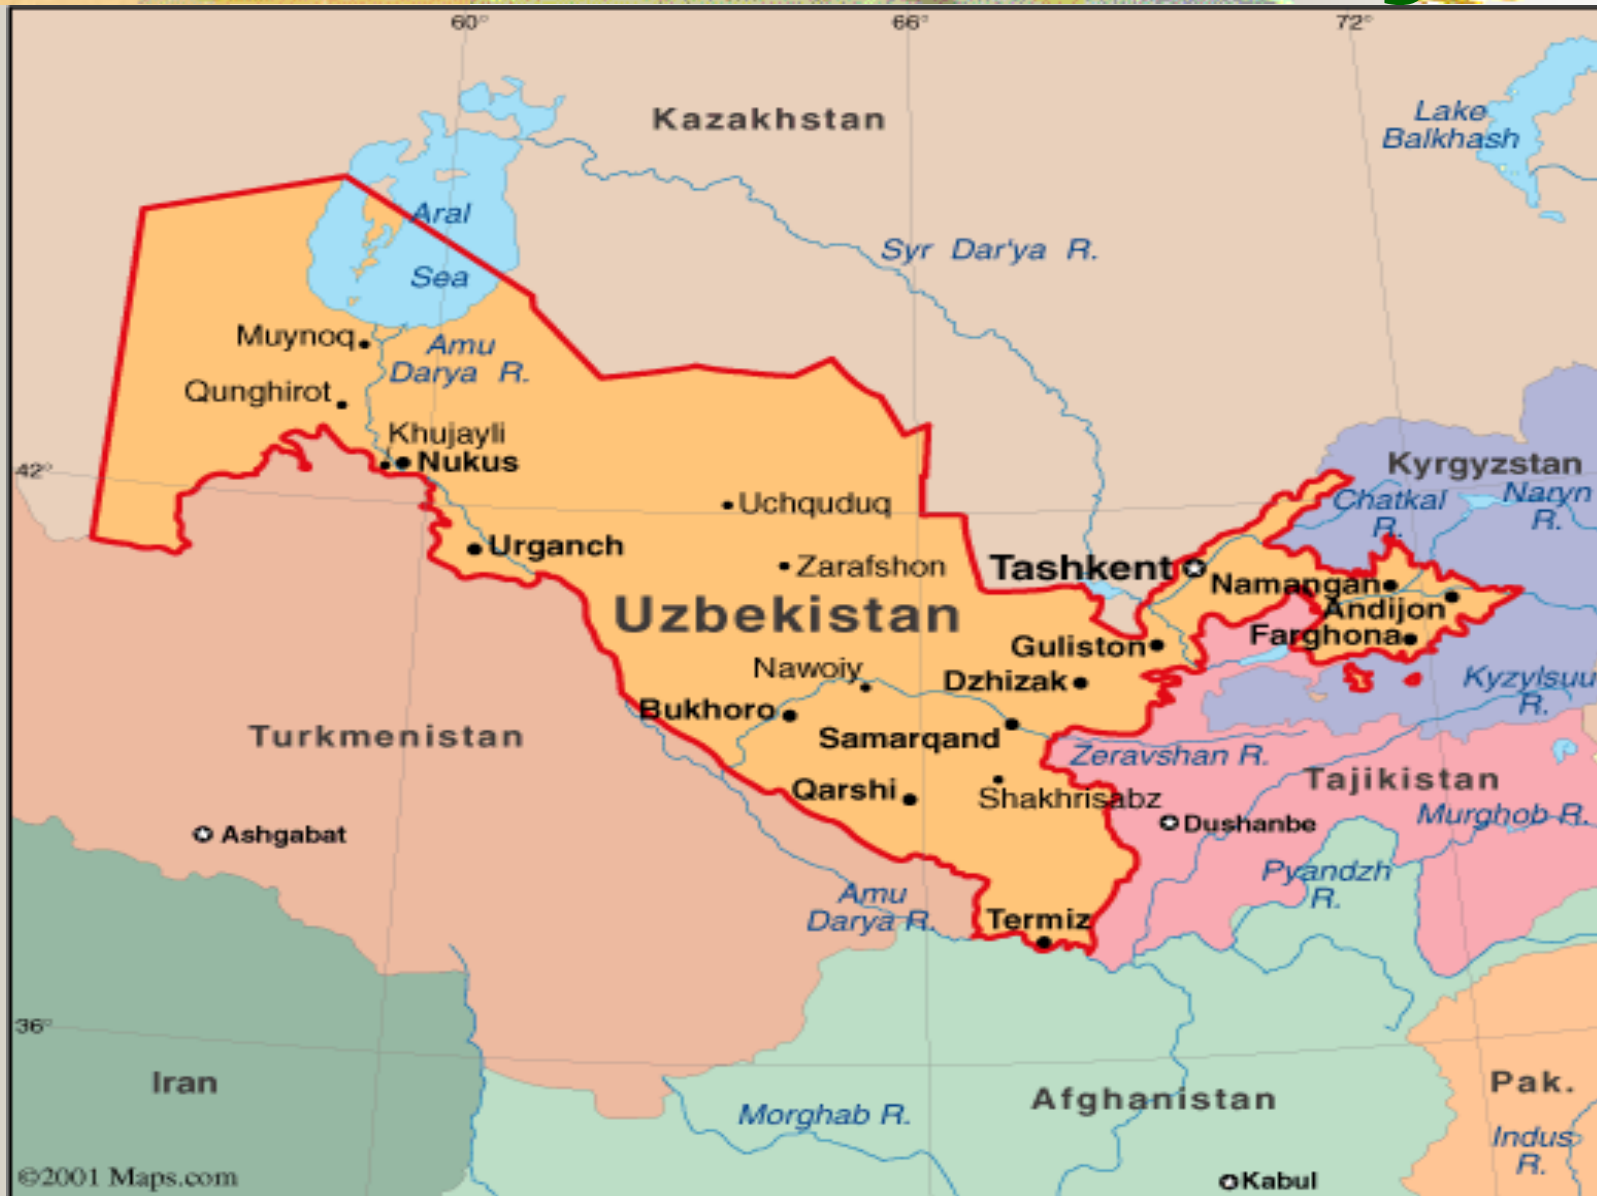 60° 66° 72°
Kazakhstan
Lake
Balkhash
Aral
Sea
Syr Dar'ya R.
Muynoq
Amu
Darya R.
Qunghirot
Khujayli
Nukus
42°
Kyrgyzstan
Chatkal
R.
Naryn
R.
Uchquduq
Urganch
Zarafshon
Tashkent
Namangan
Andijon
Farghona
Uzbekistan
Guliston
Nawoiy
Dzhizak
Kyzylsuu
R.
Bukhoro
Samarqand
Turkmenistan
Zeravshan R.
Tajikistan
Qarshi
Shakhrisabz
Murghob R.
Ashgabat
Dushanbe
Pyandzh
R.
Amu
Darya R.
Termiz
36°
Iran
Afghanistan
Pak.
Morghab R.
Indus
R.
©2001 Maps.com
Kabul